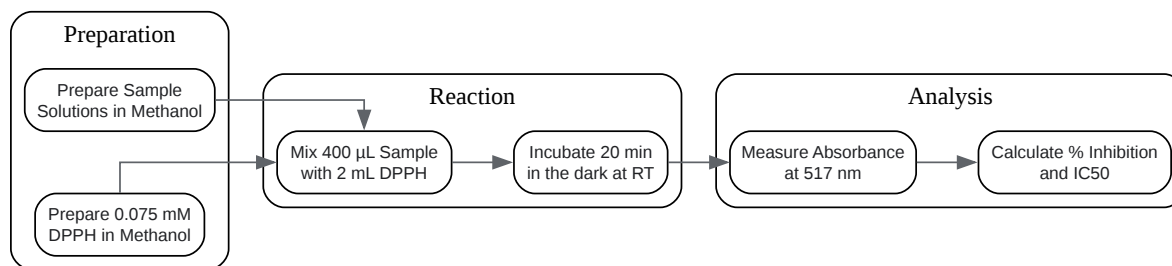 Preparation
Prepare Sample
Solutions in Methanol
Prepare 0.075 mM
DPPH in Methanol
Reaction
Mix 400 µL Sample
with 2 mL DPPH
Incubate 20 min
in the dark at RT
Analysis
Measure Absorbance
at 517 nm
Calculate % Inhibition
and IC50